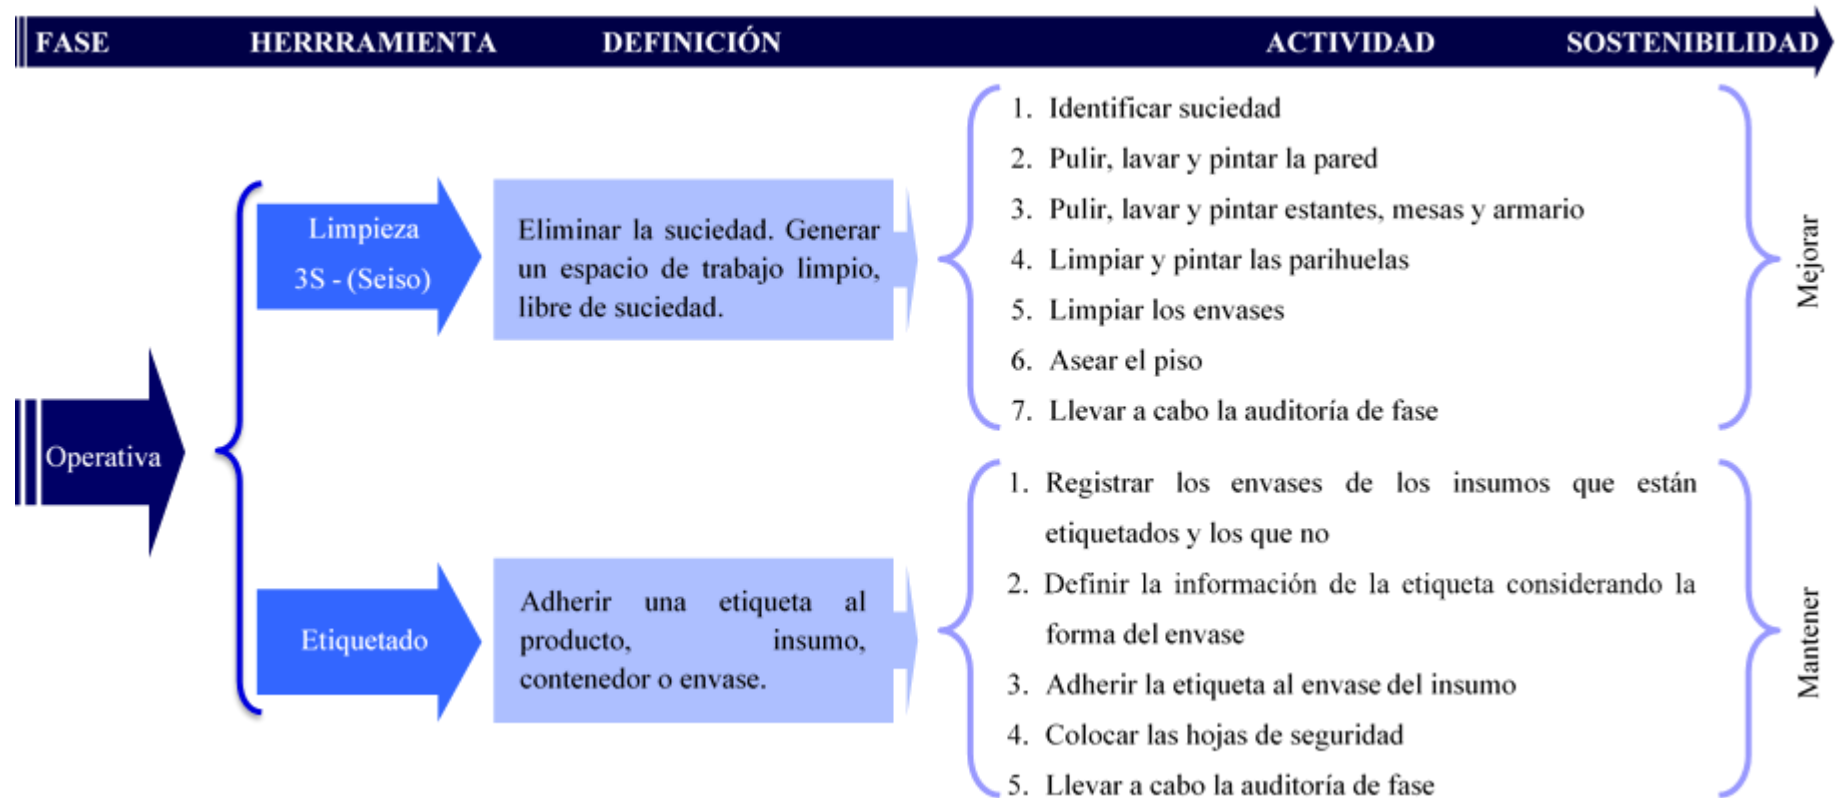 FASE HERRRAMIENTA DEFINICIÓN ACTIVIDAD SOSTENIBILIDAD
Operativa
Limpieza
3S - (Seiso)
Eliminar la suciedad. Generar
un espacio de trabajo limpio,
libre de suciedad.
1. Identificar suciedad
2. Pulir, lavar y pintar la pared
3. Pulir, lavar y pintar estantes, mesas y armario
4. Limpiar y pintar las parihuelas
5. Limpiar los envases
6. Asear el piso
7. Llevar a cabo la auditoría de fase
Mejorar
Etiquetado
Adherir una etiqueta al
producto, insumo,
contenedor o envase.
1. Registrar los envases de los insumos que están
etiquetados y los que no
2. Definir la información de la etiqueta considerando la
forma del envase
3. Adherir la etiqueta al envase del insumo
4. Colocar las hojas de seguridad
5. Llevar a cabo la auditoría de fase
Mantener